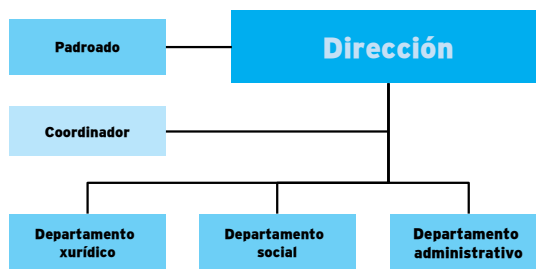 Padroado
Dirección
Coordinador
Departamento
xurídico
Departamento
social
Departamento
administrativo